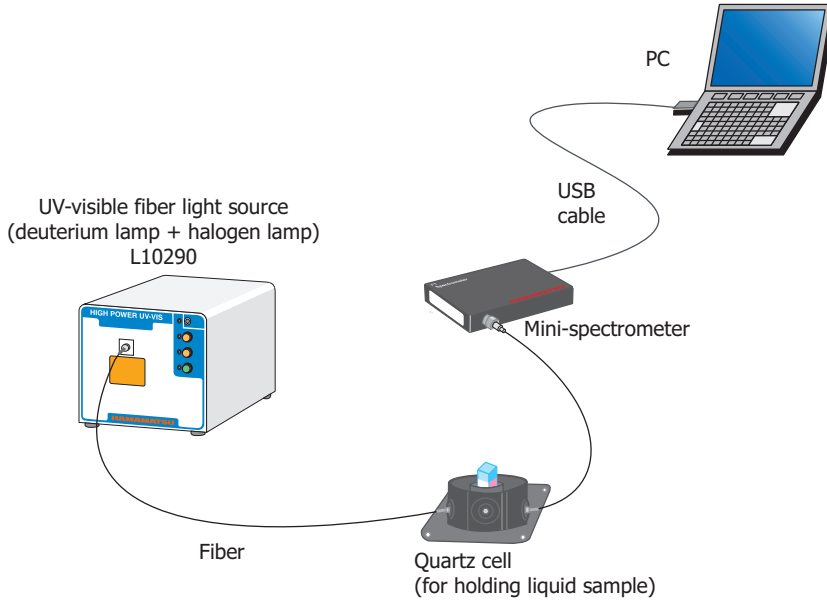 PC
USB
cable
UV-visible fiber light source
(deuterium lamp + halogen lamp)
L10290
HIGH POWER UV-VIS
HAMAMATSU
Spectrometer
Mini-spectrometer
Fiber
Quartz cell
(for holding liquid sample)